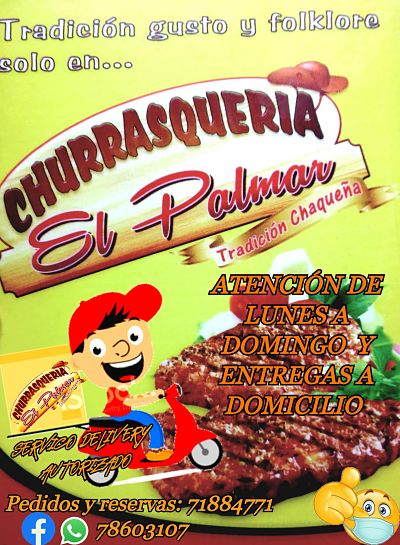 Tradición gusto y folklore
solo en...
CHURRASQUERIA
El Palmar
Tradición Chaqueña
ATENCIÓN DE
LUNES A
DOMINGO Y
ENTREGAS A
DOMICILIO
CHURRASQUERIA
El Palmar
SERVICO DELIVERY
AUTORIZADO
Pedidos y reservas: 71884771
78603107